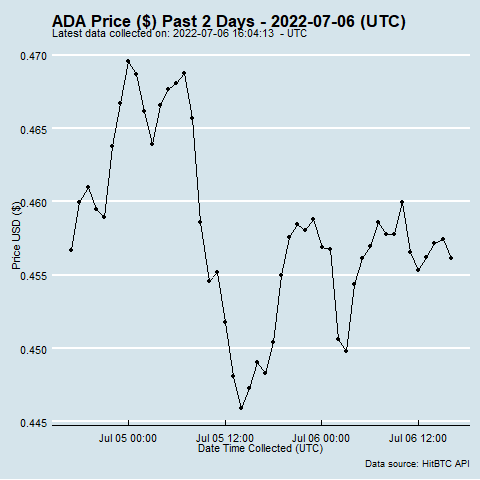 ADA Price ($) Past 2 Days - 2022-07-06 (UTC)
Latest data collected on: 2022-07-06 16:04:13  - UTC
0.470
0.465
0.460
0.455
0.450
0.445
Price USD ($)
Jul 05 00:00
Jul 05 12:00
Jul 06 00:00
Jul 06 12:00
Date Time Collected (UTC)
Data source: HitBTC API